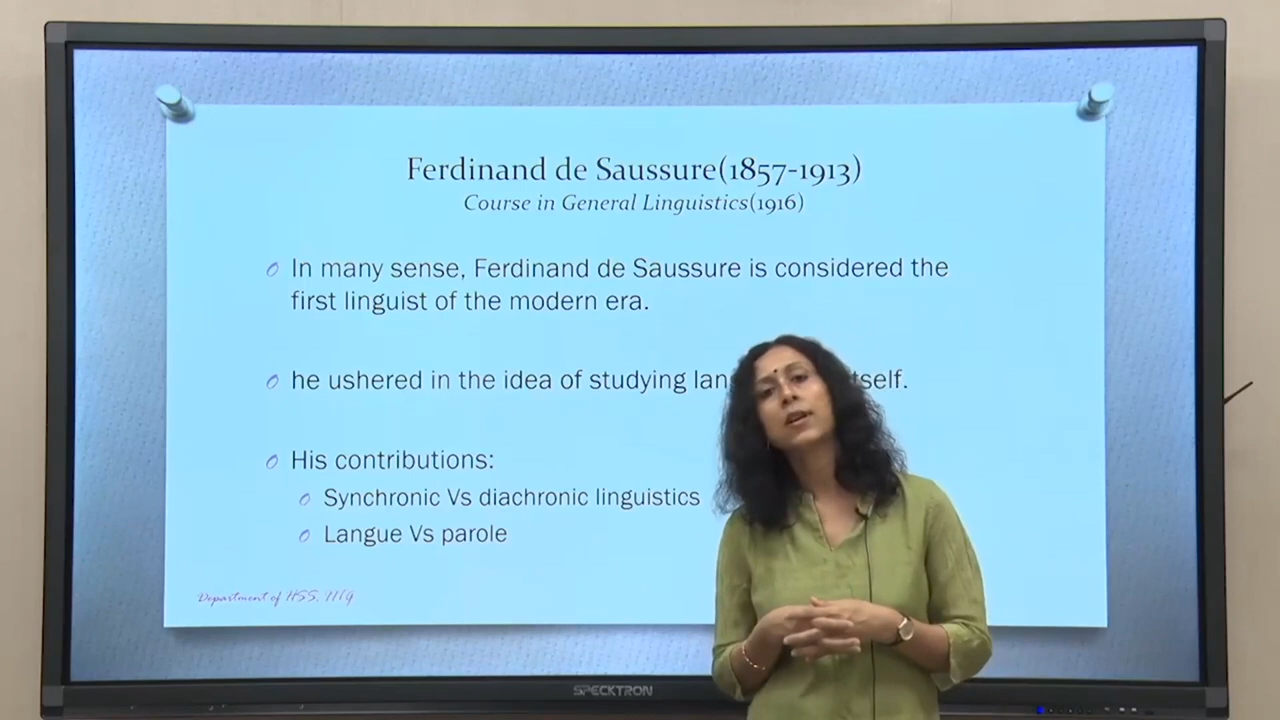 Ferdinand de Saussure(1857-1913)
Course in General Linguistics(1916)
In many sense, Ferdinand de Saussure is considered the
first linguist of the modern era.
he ushered in the idea of studying lan tself.
His contributions:
Synchronic Vs diachronic linguistics
Langue Vs parole
Department of HSS, IITG
SPECKTRON